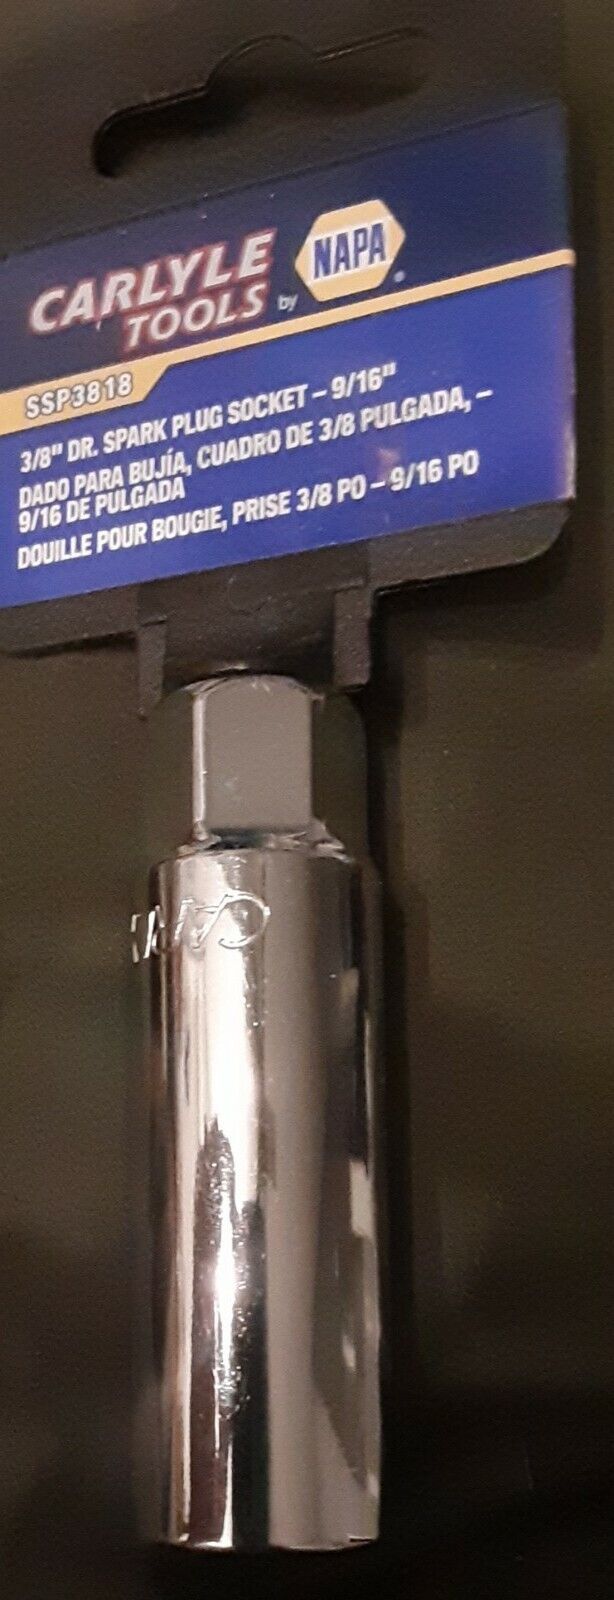 CARLYLE
TOOLS by NAPA ®
SSP3818
3/8" DR. SPARK PLUG SOCKET – 9/16"
DADO PARA BUJÍA, CUADRO DE 3/8 PULGADA, –
9/16 DE PULGADA
DOUILLE POUR BOUGIE, PRISE 3/8 PO – 9/16 PO